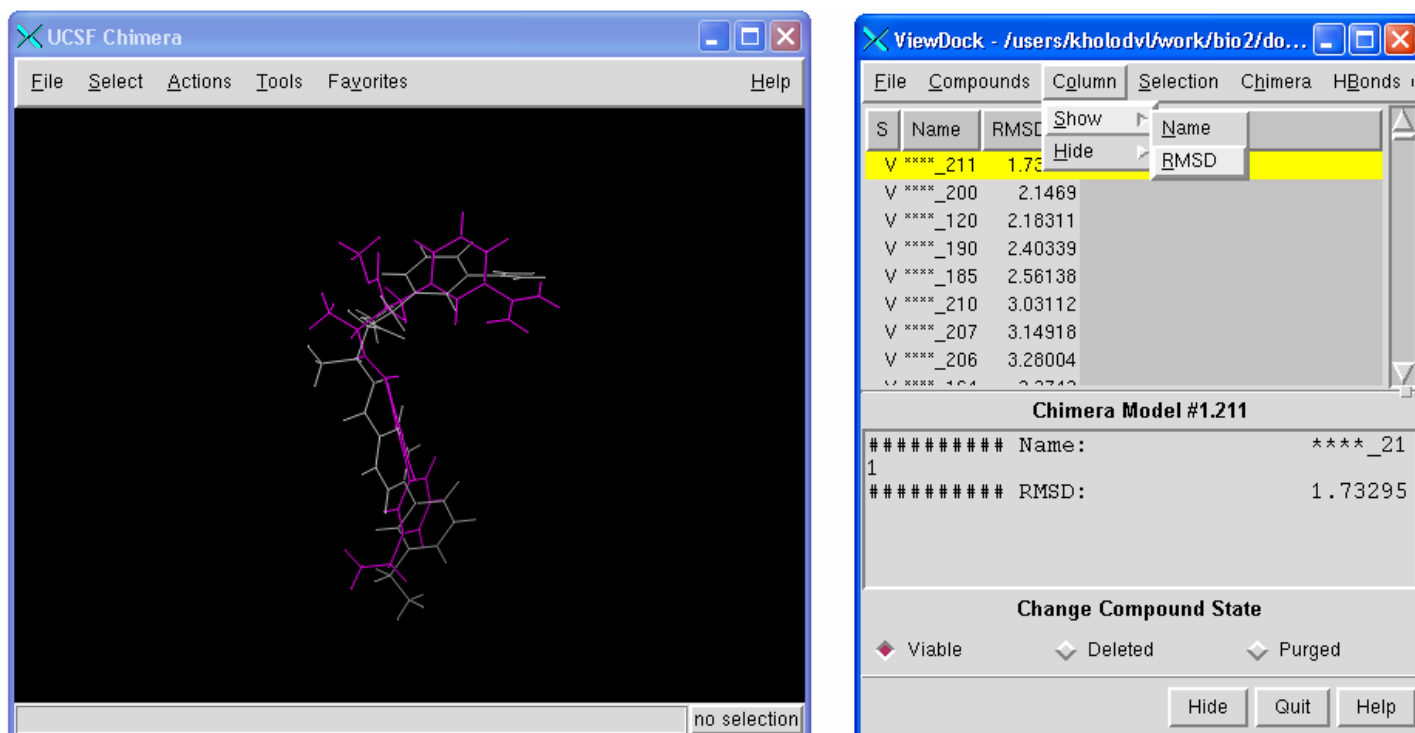 UCSF Chimera
File Select Actions Tools Favorites Help
no selection
ViewDock - /users/kholodvl/work/bio2/do...
File Compounds Column Selection Chimera HBonds
Show Name
Hide RMSD
S Name RMSD
V ****_211 1.73
V ****_200 2.1469
V ****_120 2.18311
V ****_190 2.40339
V ****_185 2.56138
V ****_210 3.03112
V ****_207 3.14918
V ****_206 3.28004
Chimera Model #1.211
########## Name: ****_21
1
########## RMSD: 1.73295
Change Compound State
Viable Deleted Purged
Hide Quit Help